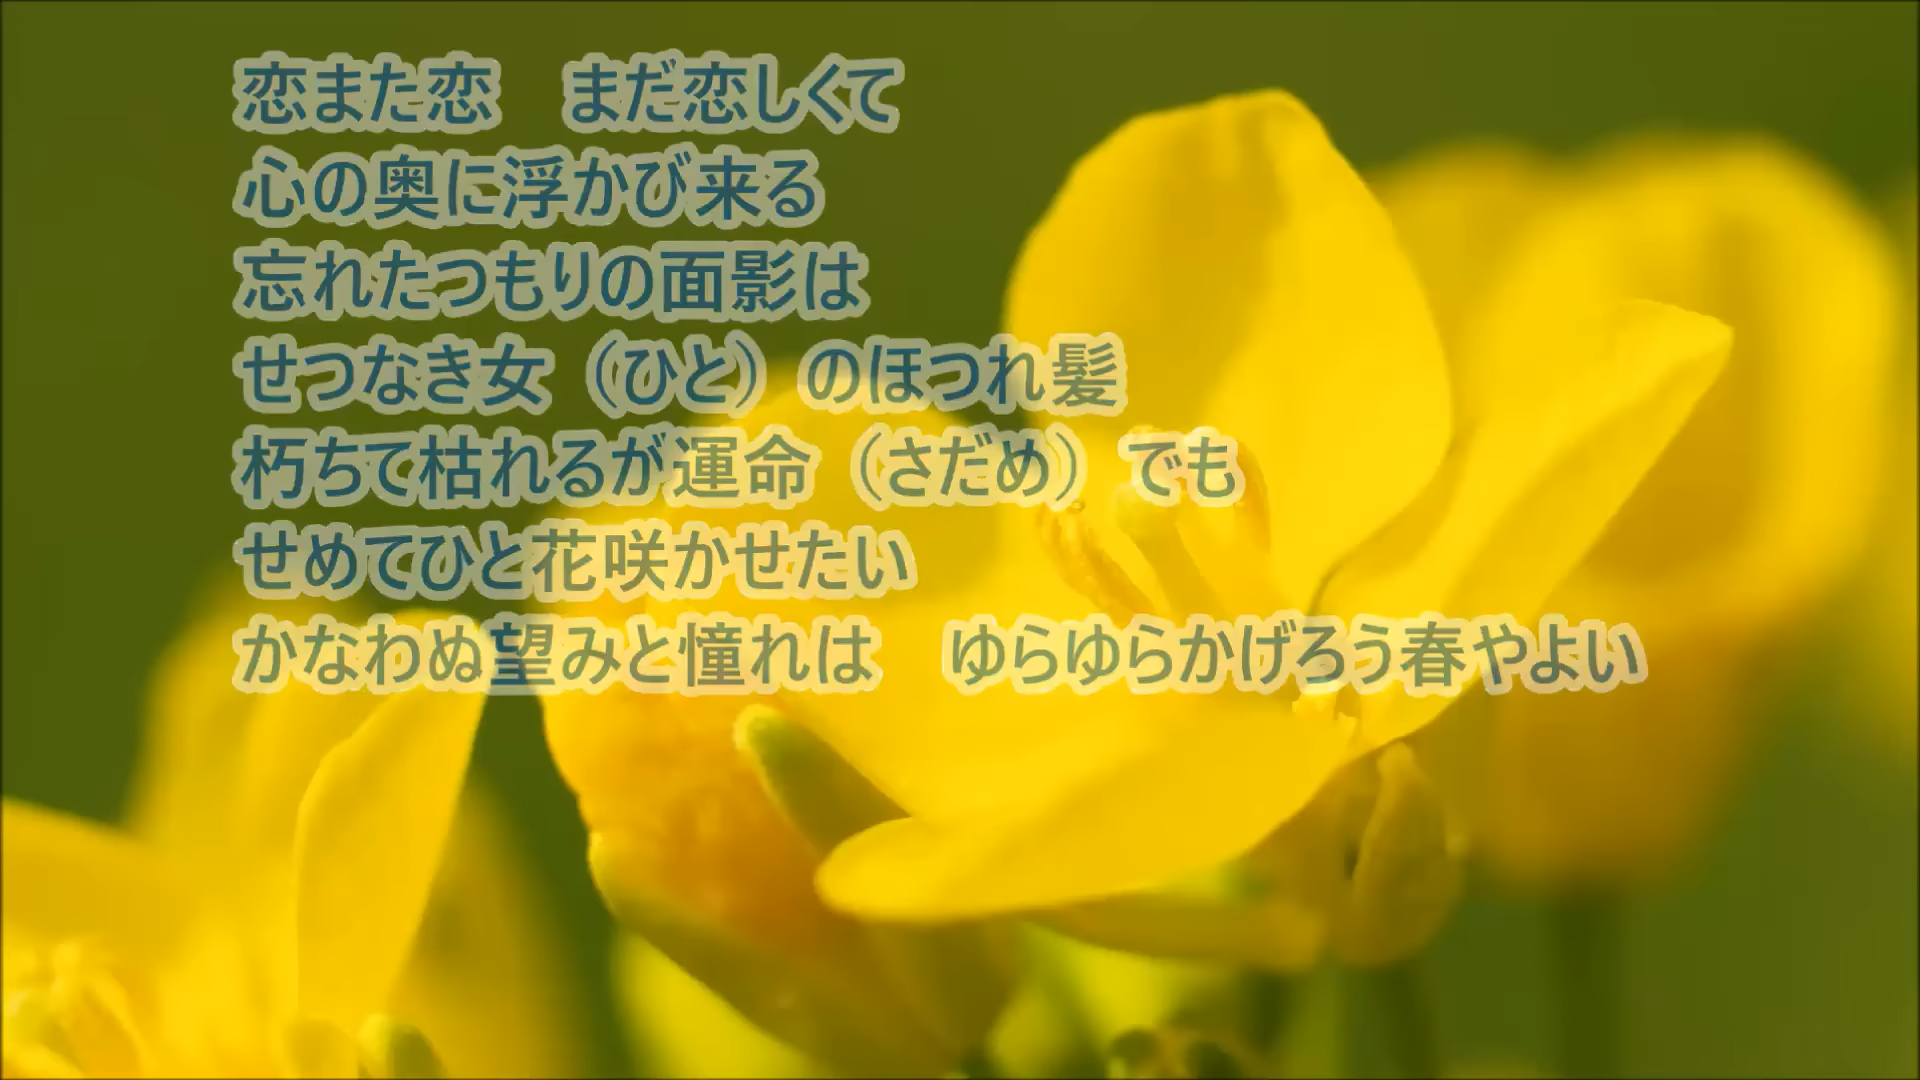 恋また恋　まだ恋しくて
心の奥に浮かび来る
忘れたつもりの面影は
せつなき女（ひと）のほつれ髪
朽ちて枯れるが運命（さだめ）でも
せめてひと花咲かせたい
かなわぬ望みと憧れは　ゆらゆらかげろう春やよい